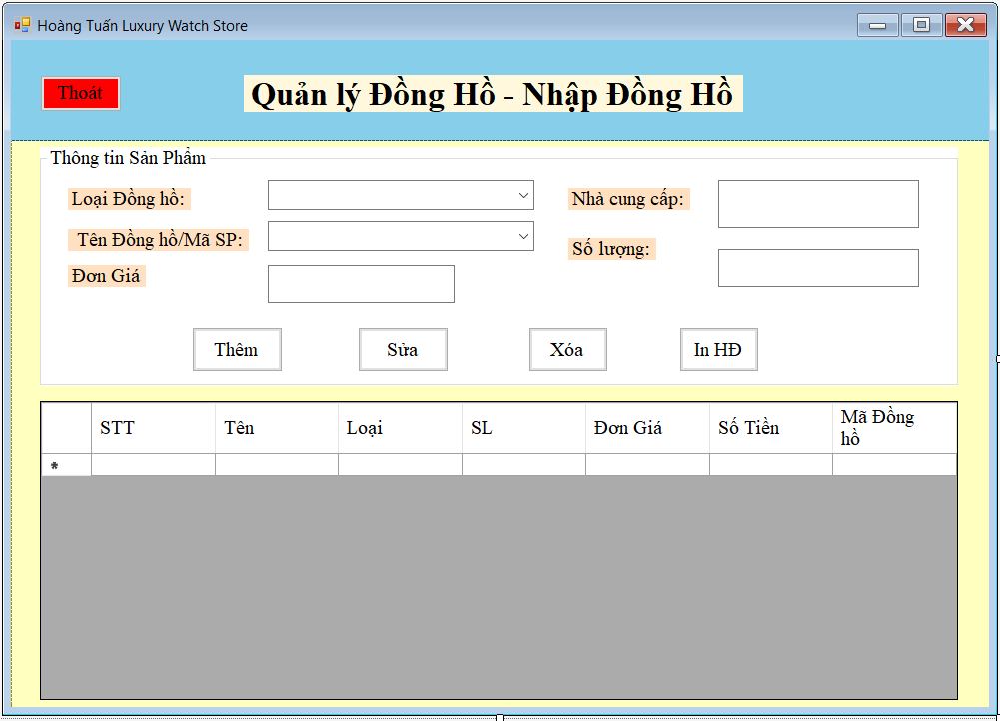 Hoàng Tuấn Luxury Watch Store
Thoát
Quản lý Đồng Hồ - Nhập Đồng Hồ
Thông tin Sản Phẩm
Loại Đồng hồ:
Nhà cung cấp:
Tên Đồng hồ/Mã SP:
Số lượng:
Đơn Giá
Thêm
Sửa
Xóa
In HĐ
STT
Tên
Loại
SL
Đơn Giá
Số Tiền
Mã Đồng
hồ
*